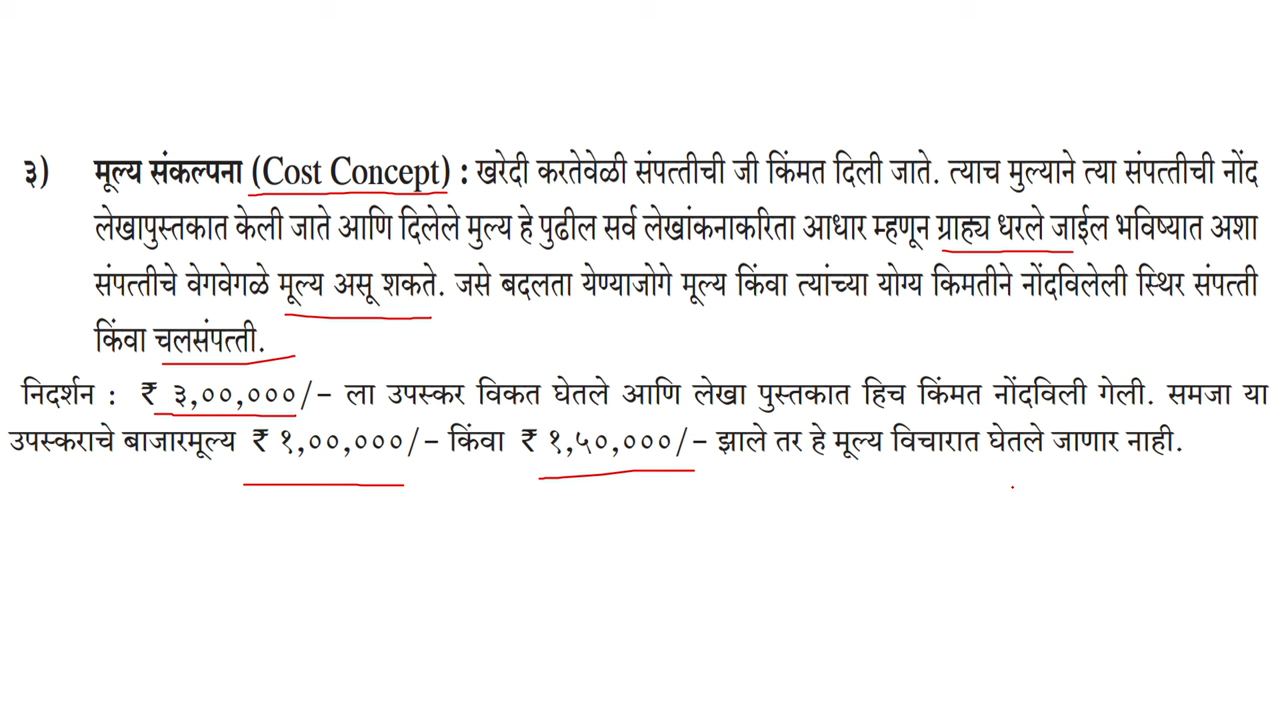 ३) मूल्य संकल्पना (Cost Concept) : खरेदी करतेवेळी संपत्तीची जी किंमत दिली जाते. त्याच मुल्याने त्या संपत्तीची नोंद
लेखापुस्तकात केली जाते आणि दिलेले मुल्य हे पुढील सर्व लेखांकनाकरिता आधार म्हणून ग्राह्य धरले जाईल भविष्यात अशा
संपत्तीचे वेगवेगळे मूल्य असू शकते. जसे बदलता येण्याजोगे मूल्य किंवा त्यांच्या योग्य किमतीने नोंदविलेली स्थिर संपत्ती
किंवा चलसंपत्ती.
निदर्शन : ₹ ३,००,०००/- ला उपस्कर विकत घेतले आणि लेखा पुस्तकात हिच किंमत नोंदविली गेली. समजा या
उपस्कराचे बाजारमूल्य ₹ १,००,०००/- किंवा ₹ १,५०,०००/- झाले तर हे मूल्य विचारात घेतले जाणार नाही.